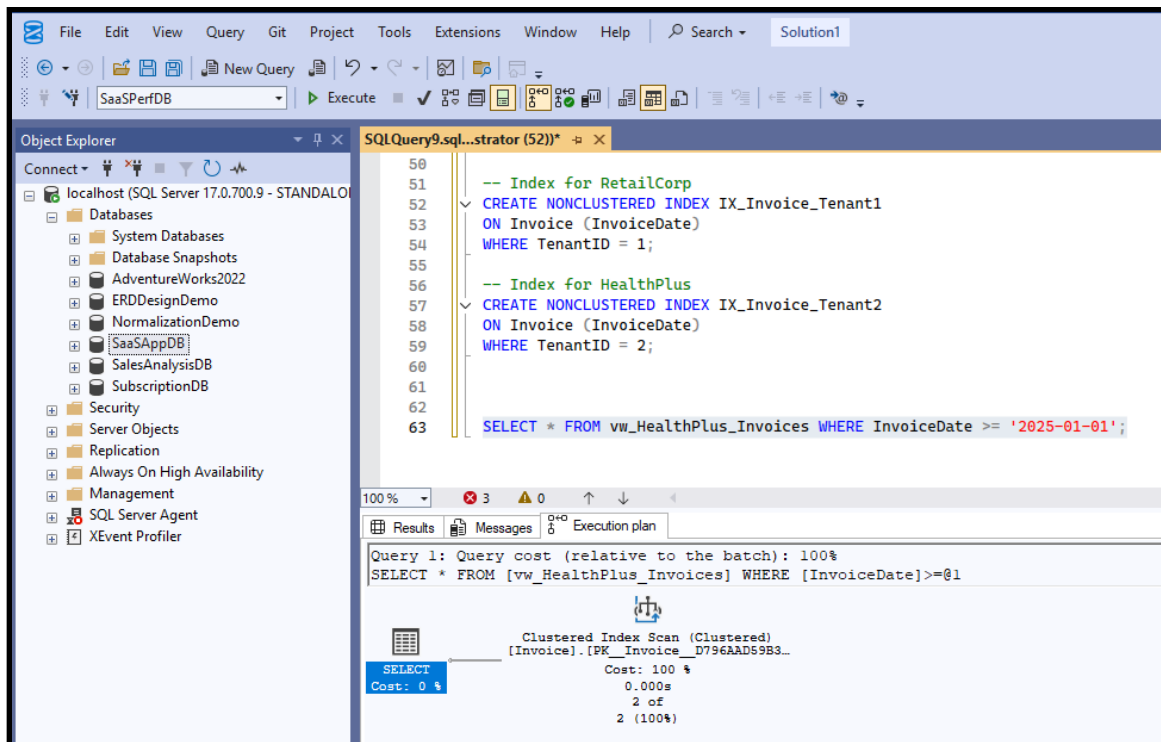 File Edit View Query Git Project Tools Extensions Window Help Search Solution1
New Query
SaaSPerfDB Execute
Object Explorer
Connect
localhost (SQL Server 17.0.700.9 - STANDALO
Databases
System Databases
Database Snapshots
AdventureWorks2022
ERDDesignDemo
NormalizationDemo
SaaSAppDB
SalesAnalysisDB
SubscriptionDB
Security
Server Objects
Replication
Always On High Availability
Management
SQL Server Agent
XEvent Profiler
SQLQuery9.sql...strator (52))*
50
51 -- Index for RetailCorp
52 CREATE NONCLUSTERED INDEX IX_Invoice_Tenant1
53 ON Invoice (InvoiceDate)
54 WHERE TenantID = 1;
55
56 -- Index for HealthPlus
57 CREATE NONCLUSTERED INDEX IX_Invoice_Tenant2
58 ON Invoice (InvoiceDate)
59 WHERE TenantID = 2;
60
61
62
63 SELECT * FROM vw_HealthPlus_Invoices WHERE InvoiceDate >= '2025-01-01';
100 % 3 0
Results Messages Execution plan
Query 1: Query cost (relative to the batch): 100%
SELECT * FROM [vw_HealthPlus_Invoices] WHERE [InvoiceDate]>=@1
SELECT
Cost: 0 %
Clustered Index Scan (Clustered)
[Invoice].[PK__Invoice__D796AAD59B3...
Cost: 100 %
0.000s
2 of
2 (100%)